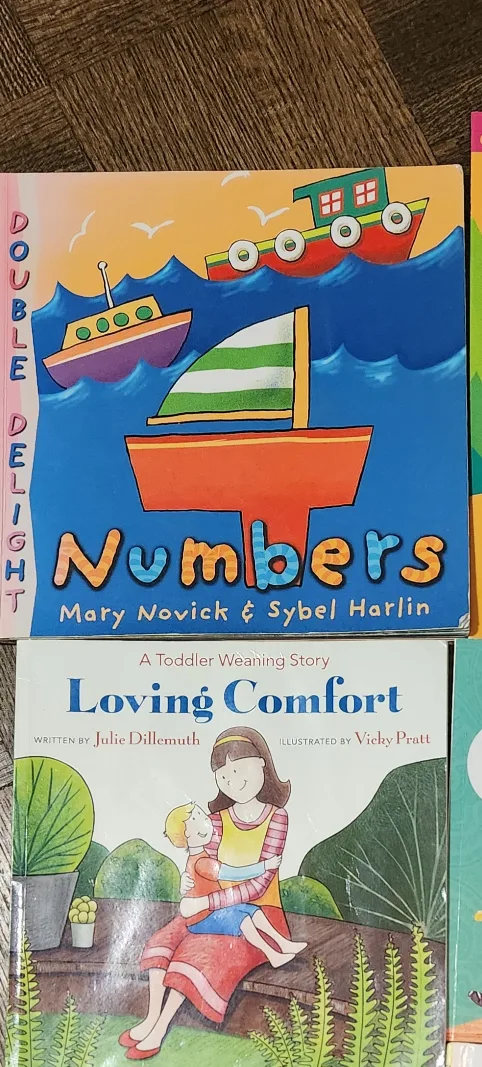 DOUBLE DELIGHT
Numbers
Mary Novick & Sybel Harlin
A Toddler Weaning Story
Loving Comfort
WRITTEN BY Julie Dillemuth ILLUSTRATED BY Vicky Pratt